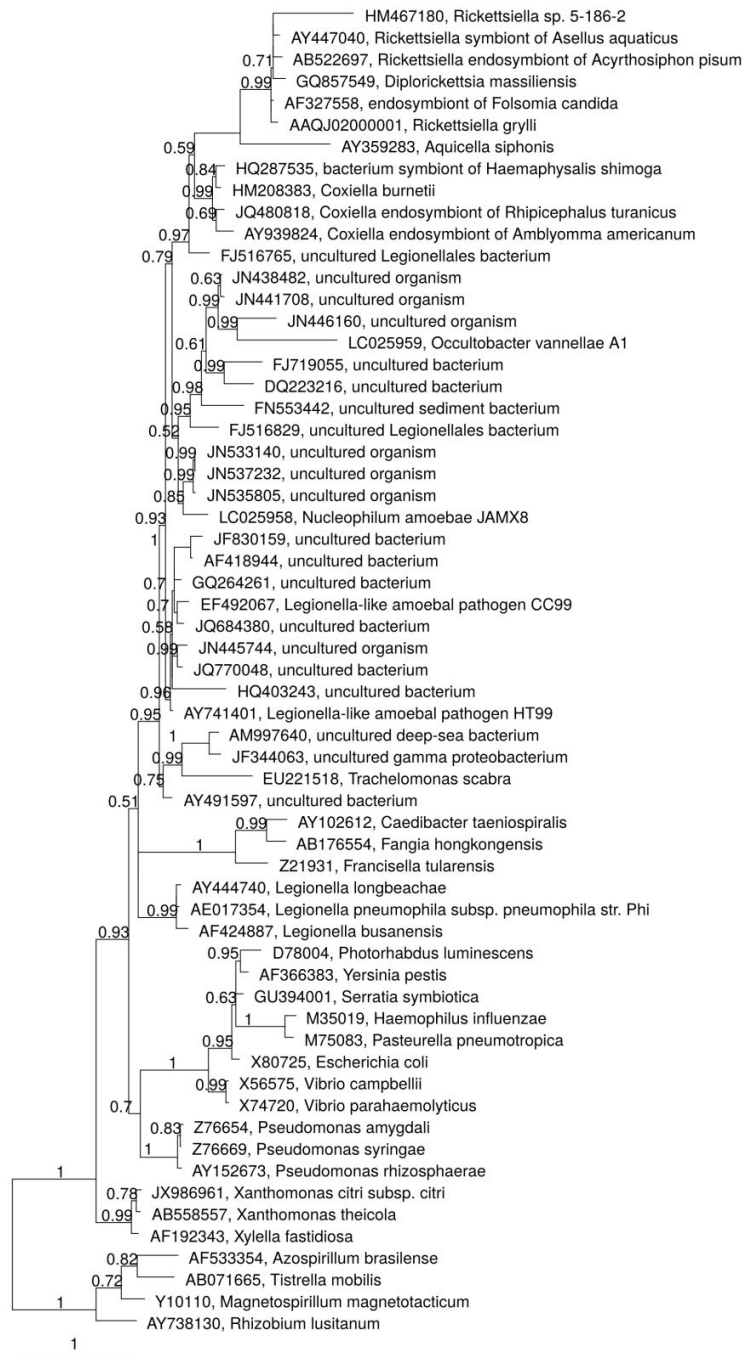 HM467180, Rickettsiella sp. 5-186-2
AY447040, Rickettsiella symbiont of Asellus aquaticus
0.71
AB522697, Rickettsiella endosymbiont of Acyrthosiphon pisum
0.99
GQ857549, Diplorickettsia massiliensis
AF327558, endosymbiont of Folsomia candida
AAQJ02000001, Rickettsiella grylli
0.59
AY359283, Aquicella siphonis
0.84
HQ287535, bacterium symbiont of Haemaphysalis shimoga
0.99
HM208383, Coxiella burnetii
0.69
JQ480818, Coxiella endosymbiont of Rhipicephalus turanicus
0.97
AY939824, Coxiella endosymbiont of Amblyomma americanum
0.79
FJ516765, uncultured Legionellales bacterium
0.63
JN438482, uncultured organism
0.99
JN441708, uncultured organism
0.99
JN446160, uncultured organism
0.61
LC025959, Occultobacter vannellae A1
0.99
FJ719055, uncultured bacterium
0.98
DQ223216, uncultured bacterium
0.95
FN553442, uncultured sediment bacterium
0.52
FJ516829, uncultured Legionellales bacterium
0.99
JN533140, uncultured organism
0.99
JN537232, uncultured organism
0.85
JN535805, uncultured organism
0.93
LC025958, Nucleophilum amoebae JAMX8
1
JF830159, uncultured bacterium
AF418944, uncultured bacterium
0.7
GQ264261, uncultured bacterium
0.7
EF492067, Legionella-like amoebal pathogen CC99
0.58
JQ684380, uncultured bacterium
0.99
JN445744, uncultured organism
JQ770048, uncultured bacterium
0.96
HQ403243, uncultured bacterium
0.95
AY741401, Legionella-like amoebal pathogen HT99
1
AM997640, uncultured deep-sea bacterium
0.99
JF344063, uncultured gamma proteobacterium
0.75
EU221518, Trachelomonas scabra
0.51
AY491597, uncultured bacterium
0.99
AY102612, Caedibacter taeniospiralis
1
AB176554, Fangia hongkongensis
Z21931, Francisella tularensis
AY444740, Legionella longbeachae
0.99
AE017354, Legionella pneumophila subsp. pneumophila str. Phi
0.93
AF424887, Legionella busanensis
0.95
D78004, Photorhabdus luminescens
AF366383, Yersinia pestis
0.63
GU394001, Serratia symbiotica
1
M35019, Haemophilus influenzae
0.95
M75083, Pasteurella pneumotropica
1
X80725, Escherichia coli
0.99
X56575, Vibrio campbellii
0.7
X74720, Vibrio parahaemolyticus
0.83
Z76654, Pseudomonas amygdali
1
Z76669, Pseudomonas syringae
1
AY152673, Pseudomonas rhizosphaerae
0.78
JX986961, Xanthomonas citri subsp. citri
0.99
AB558557, Xanthomonas theicola
AF192343, Xylella fastidiosa
0.82
AF533354, Azospirillum brasilense
0.72
AB071665, Tistrella mobilis
1
Y10110, Magnetospirillum magnetotacticum
AY738130, Rhizobium lusitanum
1